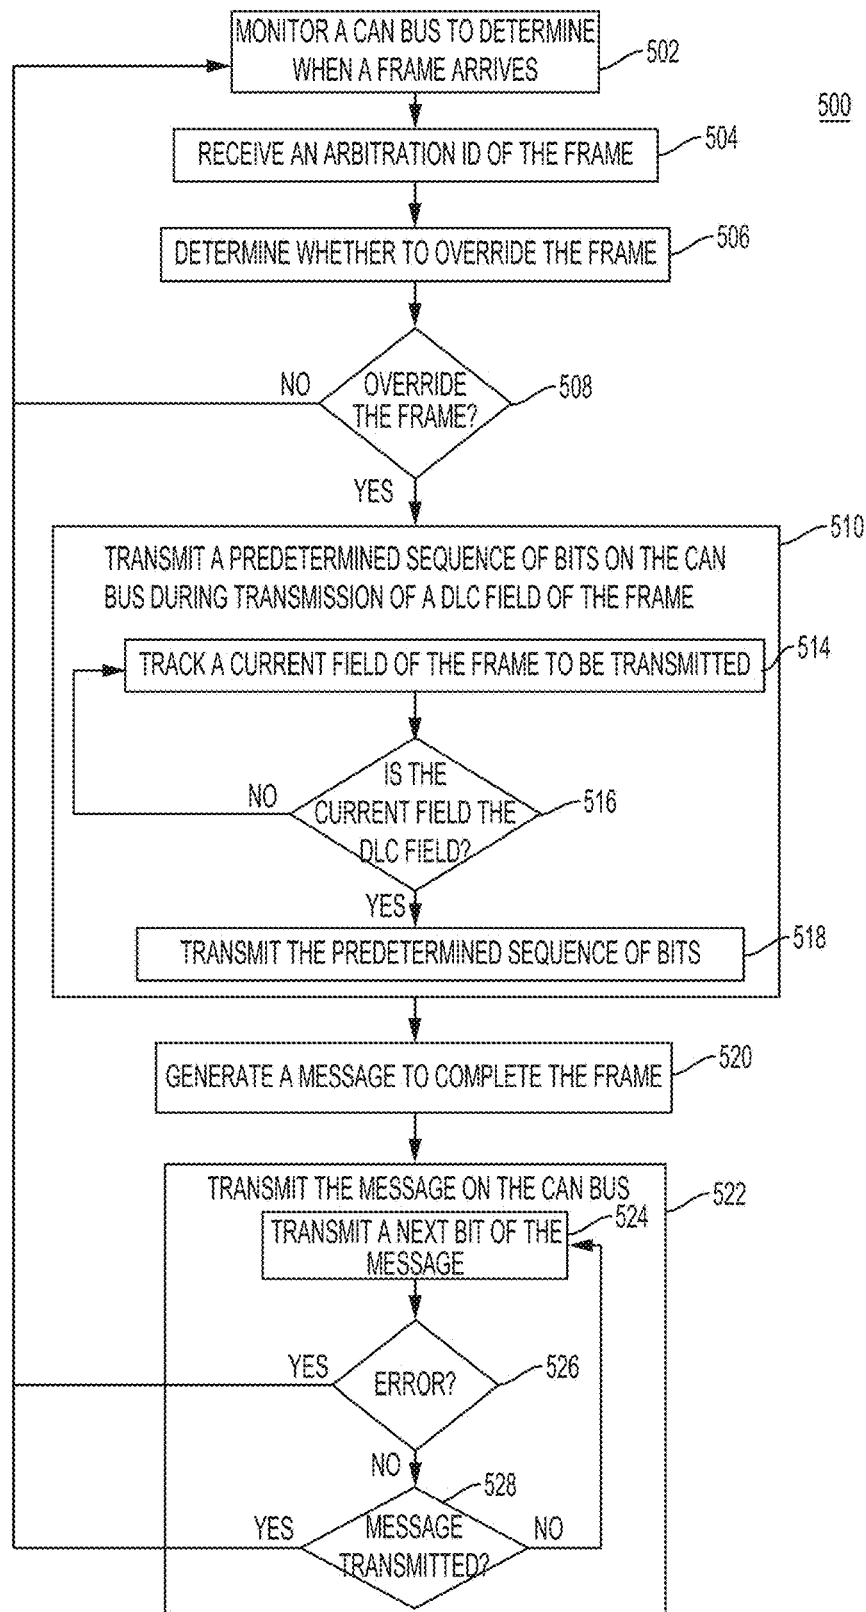 MONITOR A CAN BUS TO DETERMINE
WHEN A FRAME ARRIVES
502
500
RECEIVE AN ARBITRATION ID OF THE FRAME
504
DETERMINE WHETHER TO OVERRIDE THE FRAME
506
OVERRIDE
THE FRAME?
508
NO
YES
510
TRANSMIT A PREDETERMINED SEQUENCE OF BITS ON THE CAN
BUS DURING TRANSMISSION OF A DLC FIELD OF THE FRAME
TRACK A CURRENT FIELD OF THE FRAME TO BE TRANSMITTED
514
IS THE
CURRENT FIELD THE
DLC FIELD?
516
NO
YES
TRANSMIT THE PREDETERMINED SEQUENCE OF BITS
518
GENERATE A MESSAGE TO COMPLETE THE FRAME
520
TRANSMIT THE MESSAGE ON THE CAN BUS
522
TRANSMIT A NEXT BIT OF THE
MESSAGE
524
YES
ERROR?
526
NO
528
YES
MESSAGE
TRANSMITTED?
NO